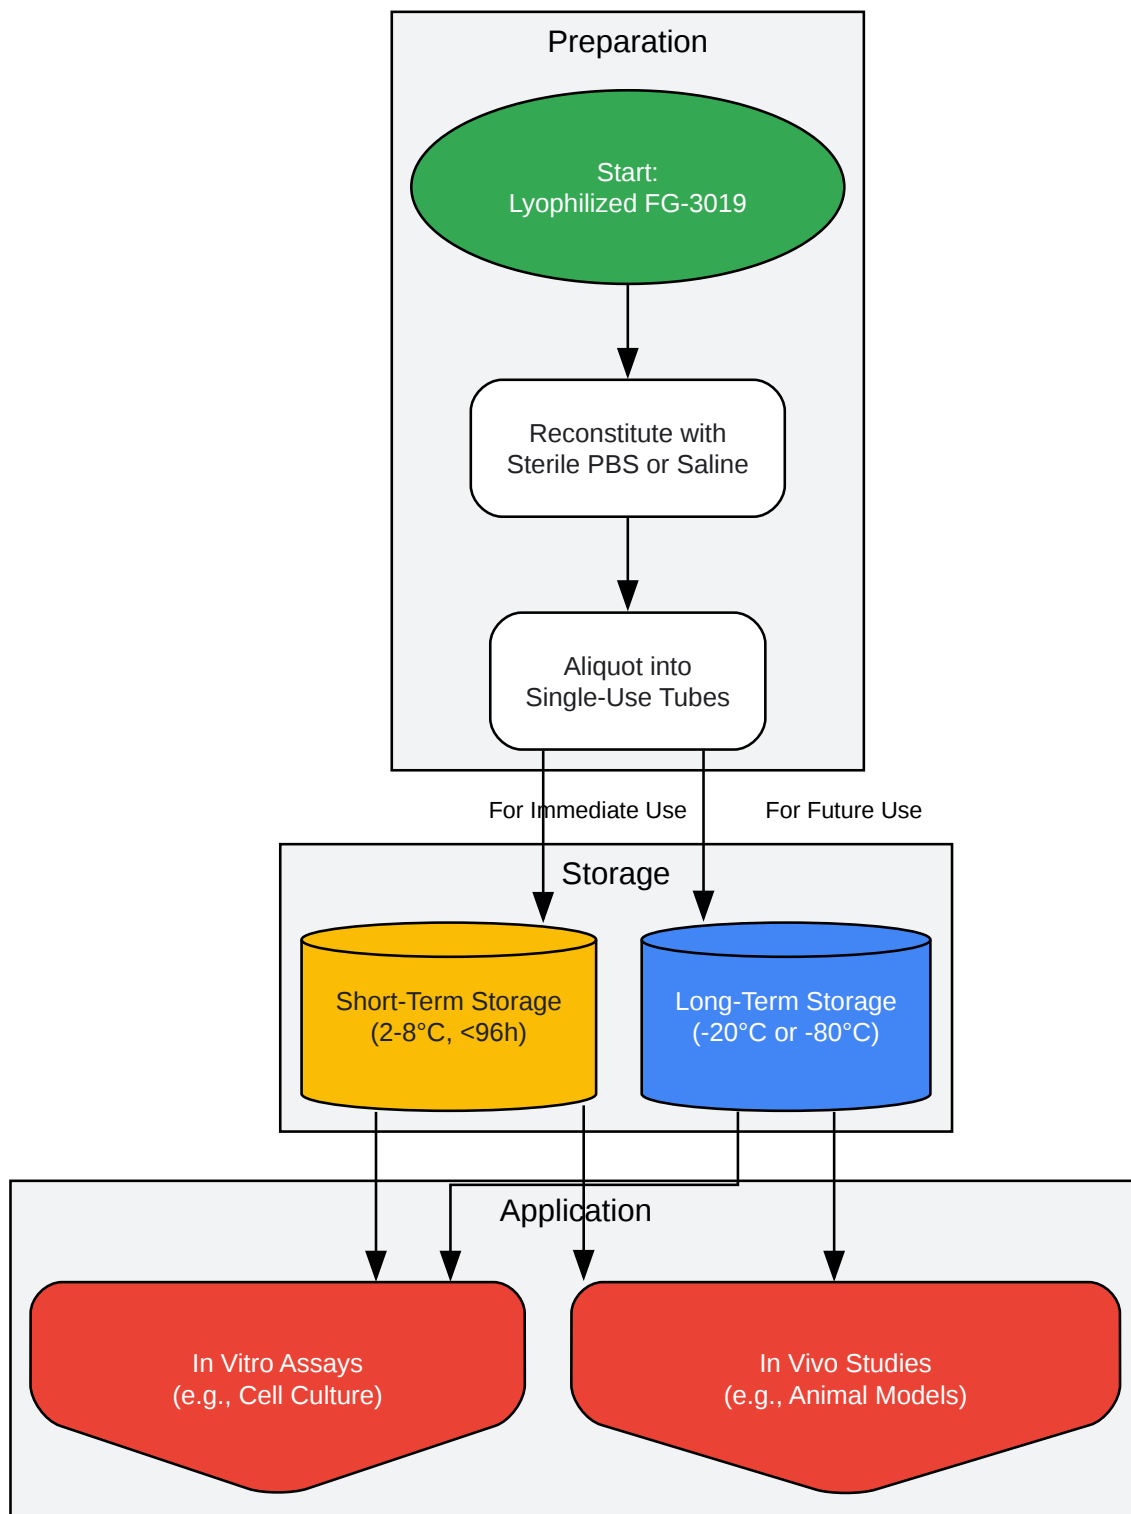 Preparation
Start:
Lyophilized FG-3019
Reconstitute with
Sterile PBS or Saline
Aliquot into
Single-Use Tubes
For Immediate Use
For Future Use
Storage
Short-Term Storage
(2-8°C, <96h)
Long-Term Storage
(-20°C or -80°C)
Application
In Vitro Assays
(e.g., Cell Culture)
In Vivo Studies
(e.g., Animal Models)